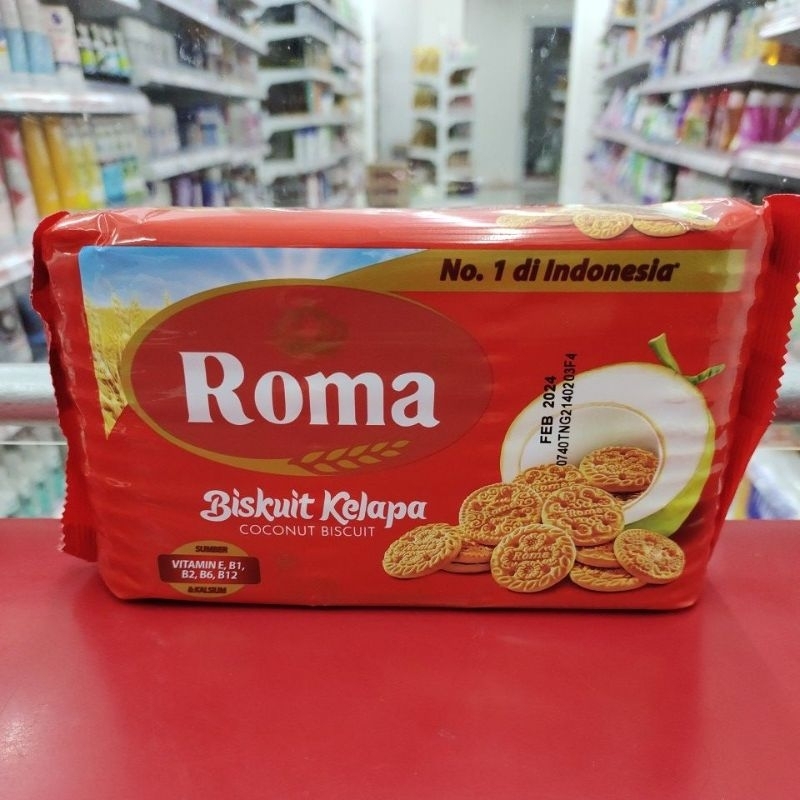 No. 1 di Indonesia*
Roma
Biskuit Kelapa
COCONUT BISCUIT
SUMBER
VITAMIN E, B1,
B2, B6, B12
& KALSIUM
FEB 2024
0740TNG2140203F4
Roma